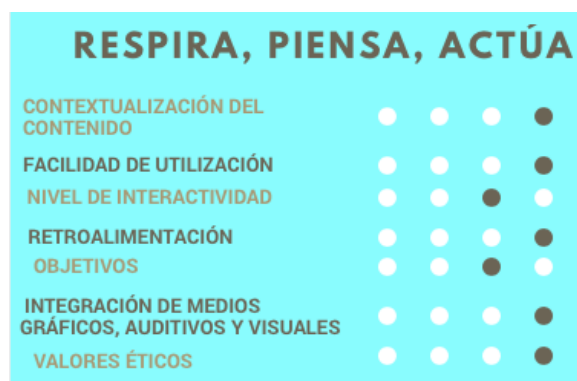 RESPIRA, PIENSA, ACTÚA
CONTEXTUALIZACIÓN DEL
CONTENIDO
FACILIDAD DE UTILIZACIÓN
NIVEL DE INTERACTIVIDAD
RETROALIMENTACIÓN
OBJETIVOS
INTEGRACIÓN DE MEDIOS
GRÁFICOS, AUDITIVOS Y VISUALES
VALORES ÉTICOS